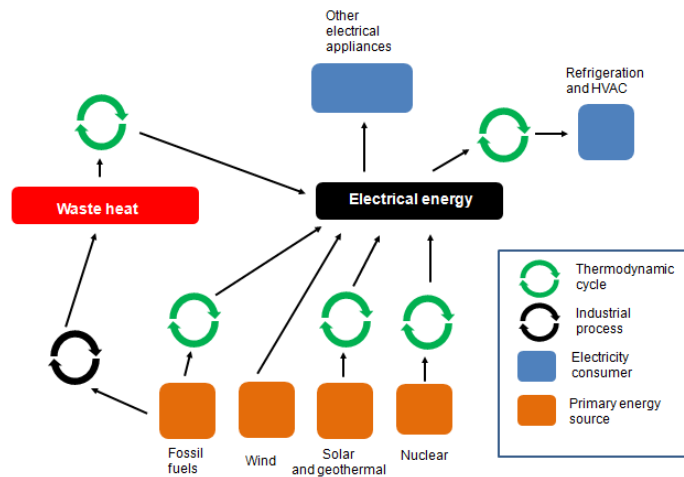 Other
electrical
appliances
Refrigeration
and HVAC
Waste heat
Electrical energy
Thermodynamic
cycle
Industrial
process
Electricity
consumer
Primary energy
source
Fossil
fuels
Wind
Solar
and geothermal
Nuclear